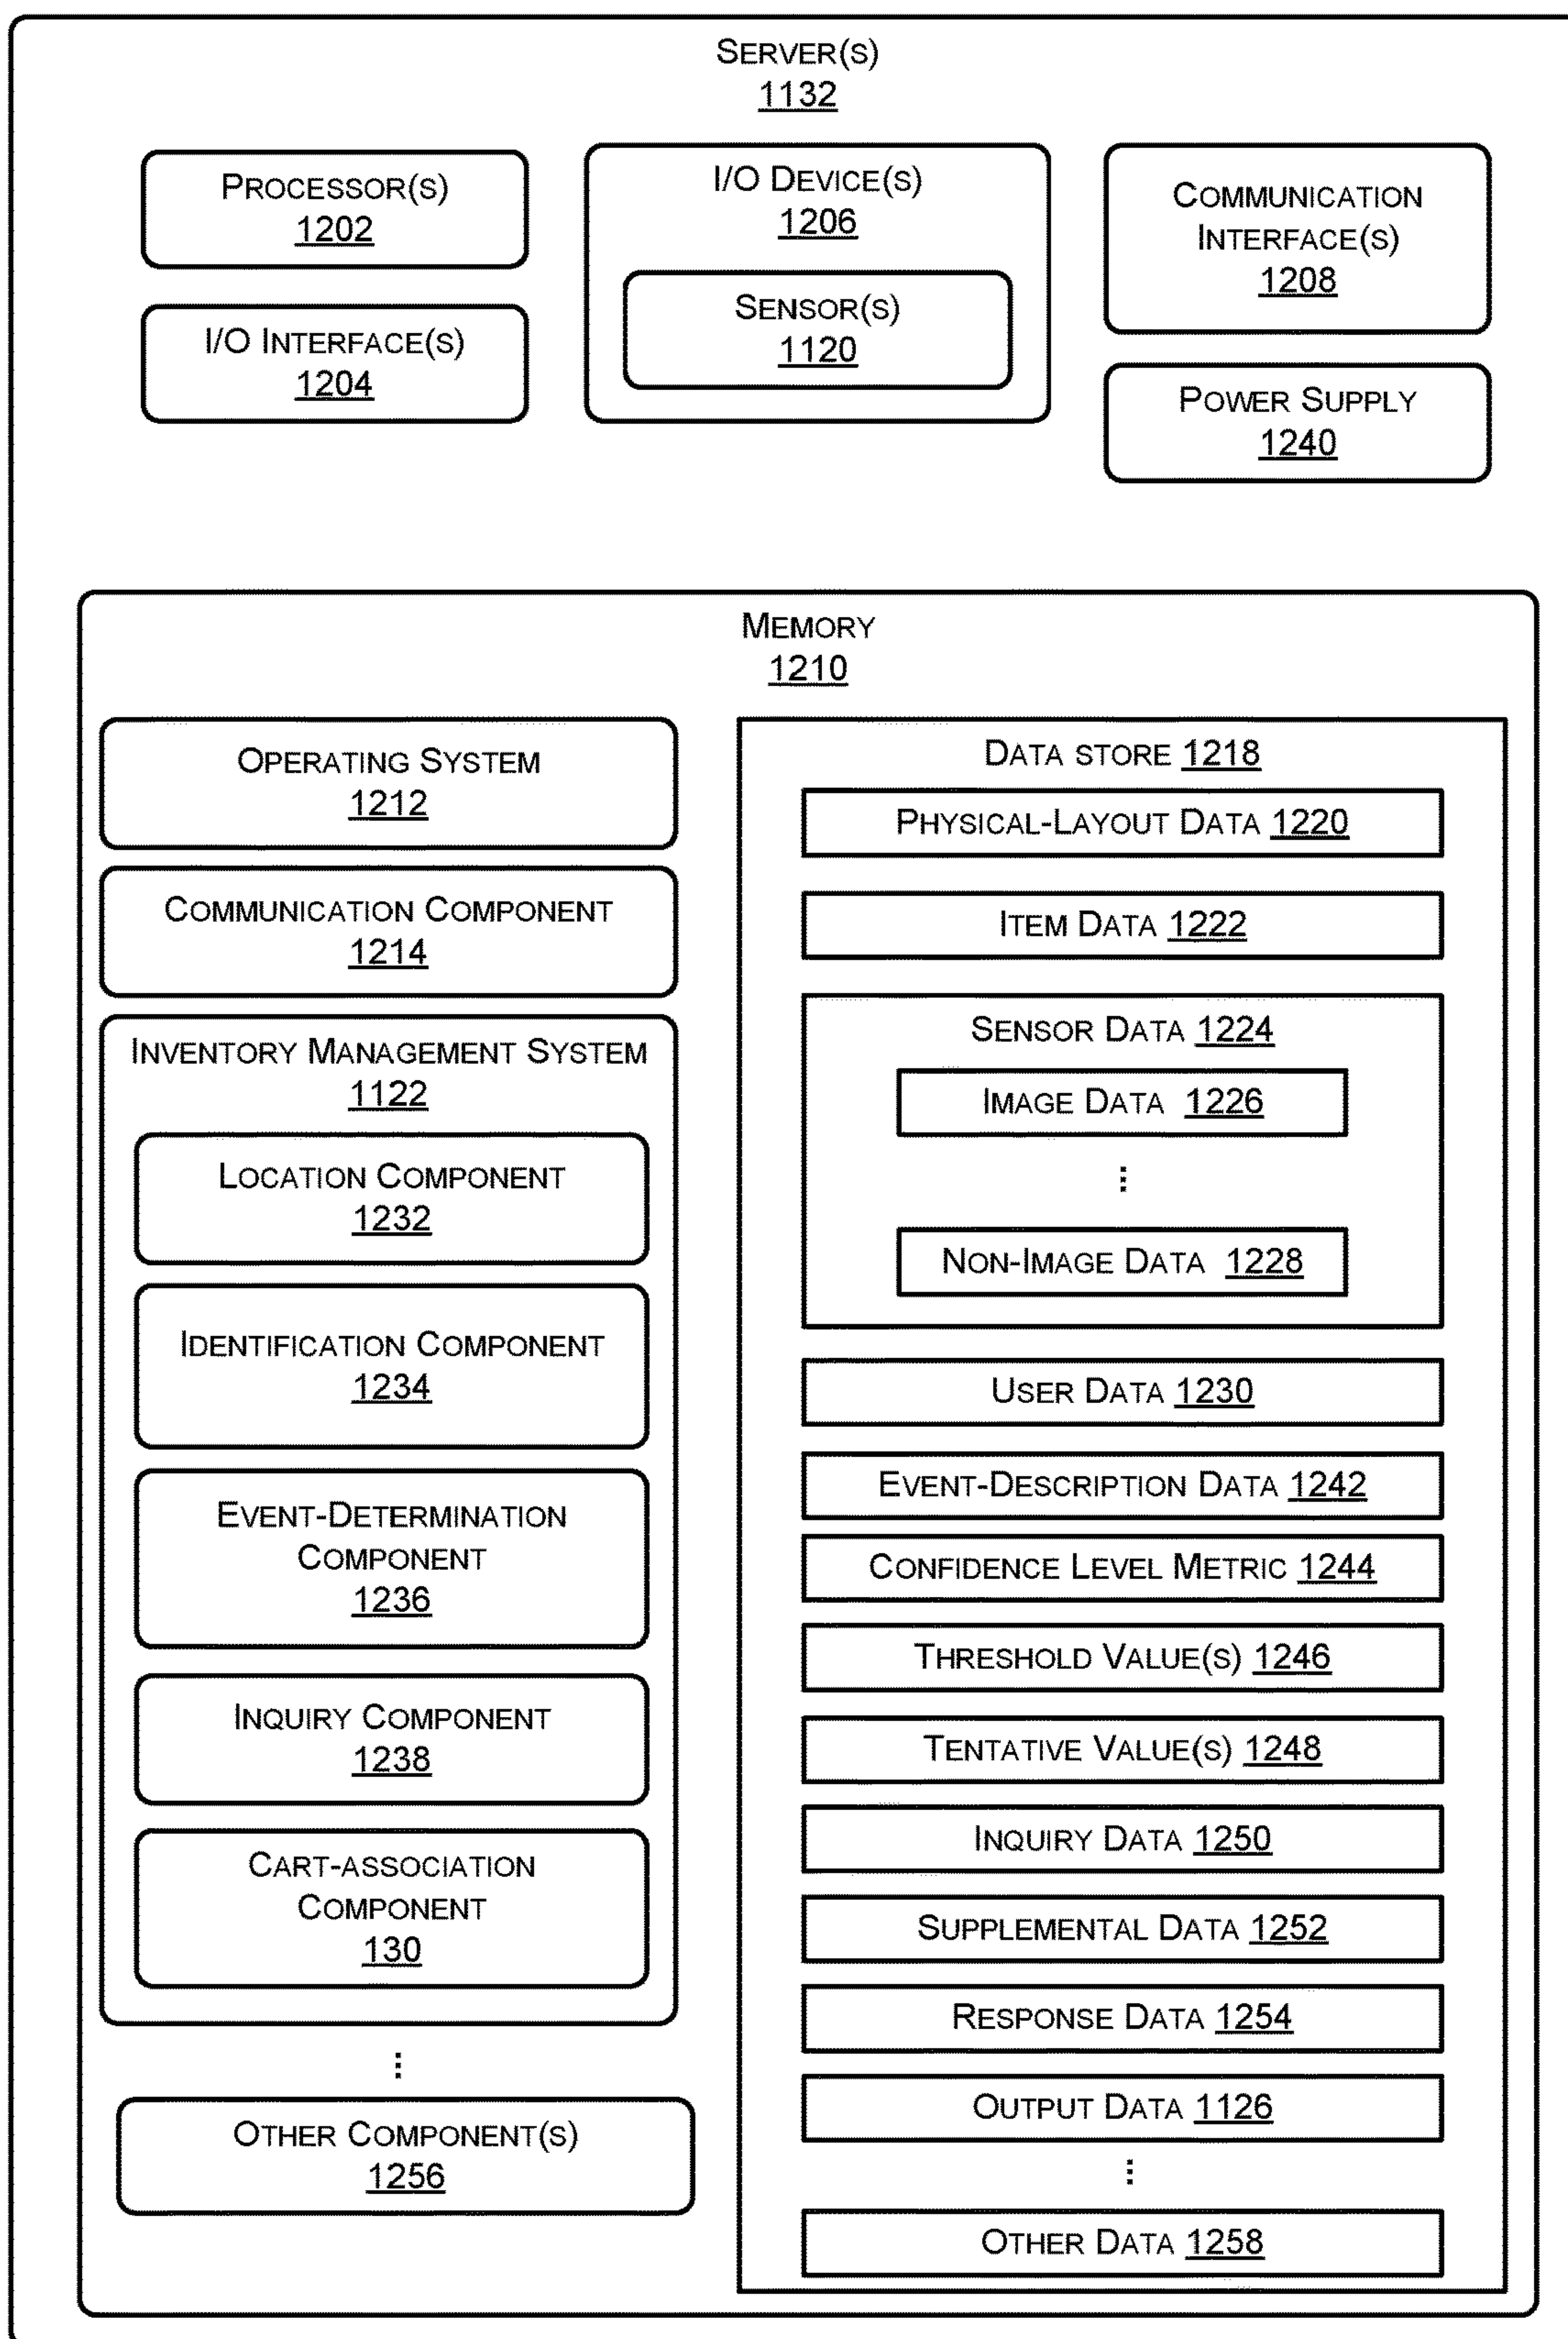 SERVER(S)
1132
PROCESSOR(S)
1202
I/O INTERFACE(S)
1204
I/O DEVICE(S)
1206
SENSOR(S)
1120
COMMUNICATION
INTERFACE(S)
1208
POWER SUPPLY
1240
MEMORY
1210
OPERATING SYSTEM
1212
COMMUNICATION COMPONENT
1214
INVENTORY MANAGEMENT SYSTEM
1122
LOCATION COMPONENT
1232
IDENTIFICATION COMPONENT
1234
EVENT-DETERMINATION
COMPONENT
1236
INQUIRY COMPONENT
1238
CART-ASSOCIATION
COMPONENT
130
⋮
OTHER COMPONENT(S)
1256
DATA STORE 1218
PHYSICAL-LAYOUT DATA 1220
ITEM DATA 1222
SENSOR DATA 1224
IMAGE DATA 1226
⋮
NON-IMAGE DATA 1228
USER DATA 1230
EVENT-DESCRIPTION DATA 1242
CONFIDENCE LEVEL METRIC 1244
THRESHOLD VALUE(S) 1246
TENTATIVE VALUE(S) 1248
INQUIRY DATA 1250
SUPPLEMENTAL DATA 1252
RESPONSE DATA 1254
OUTPUT DATA 1126
⋮
OTHER DATA 1258